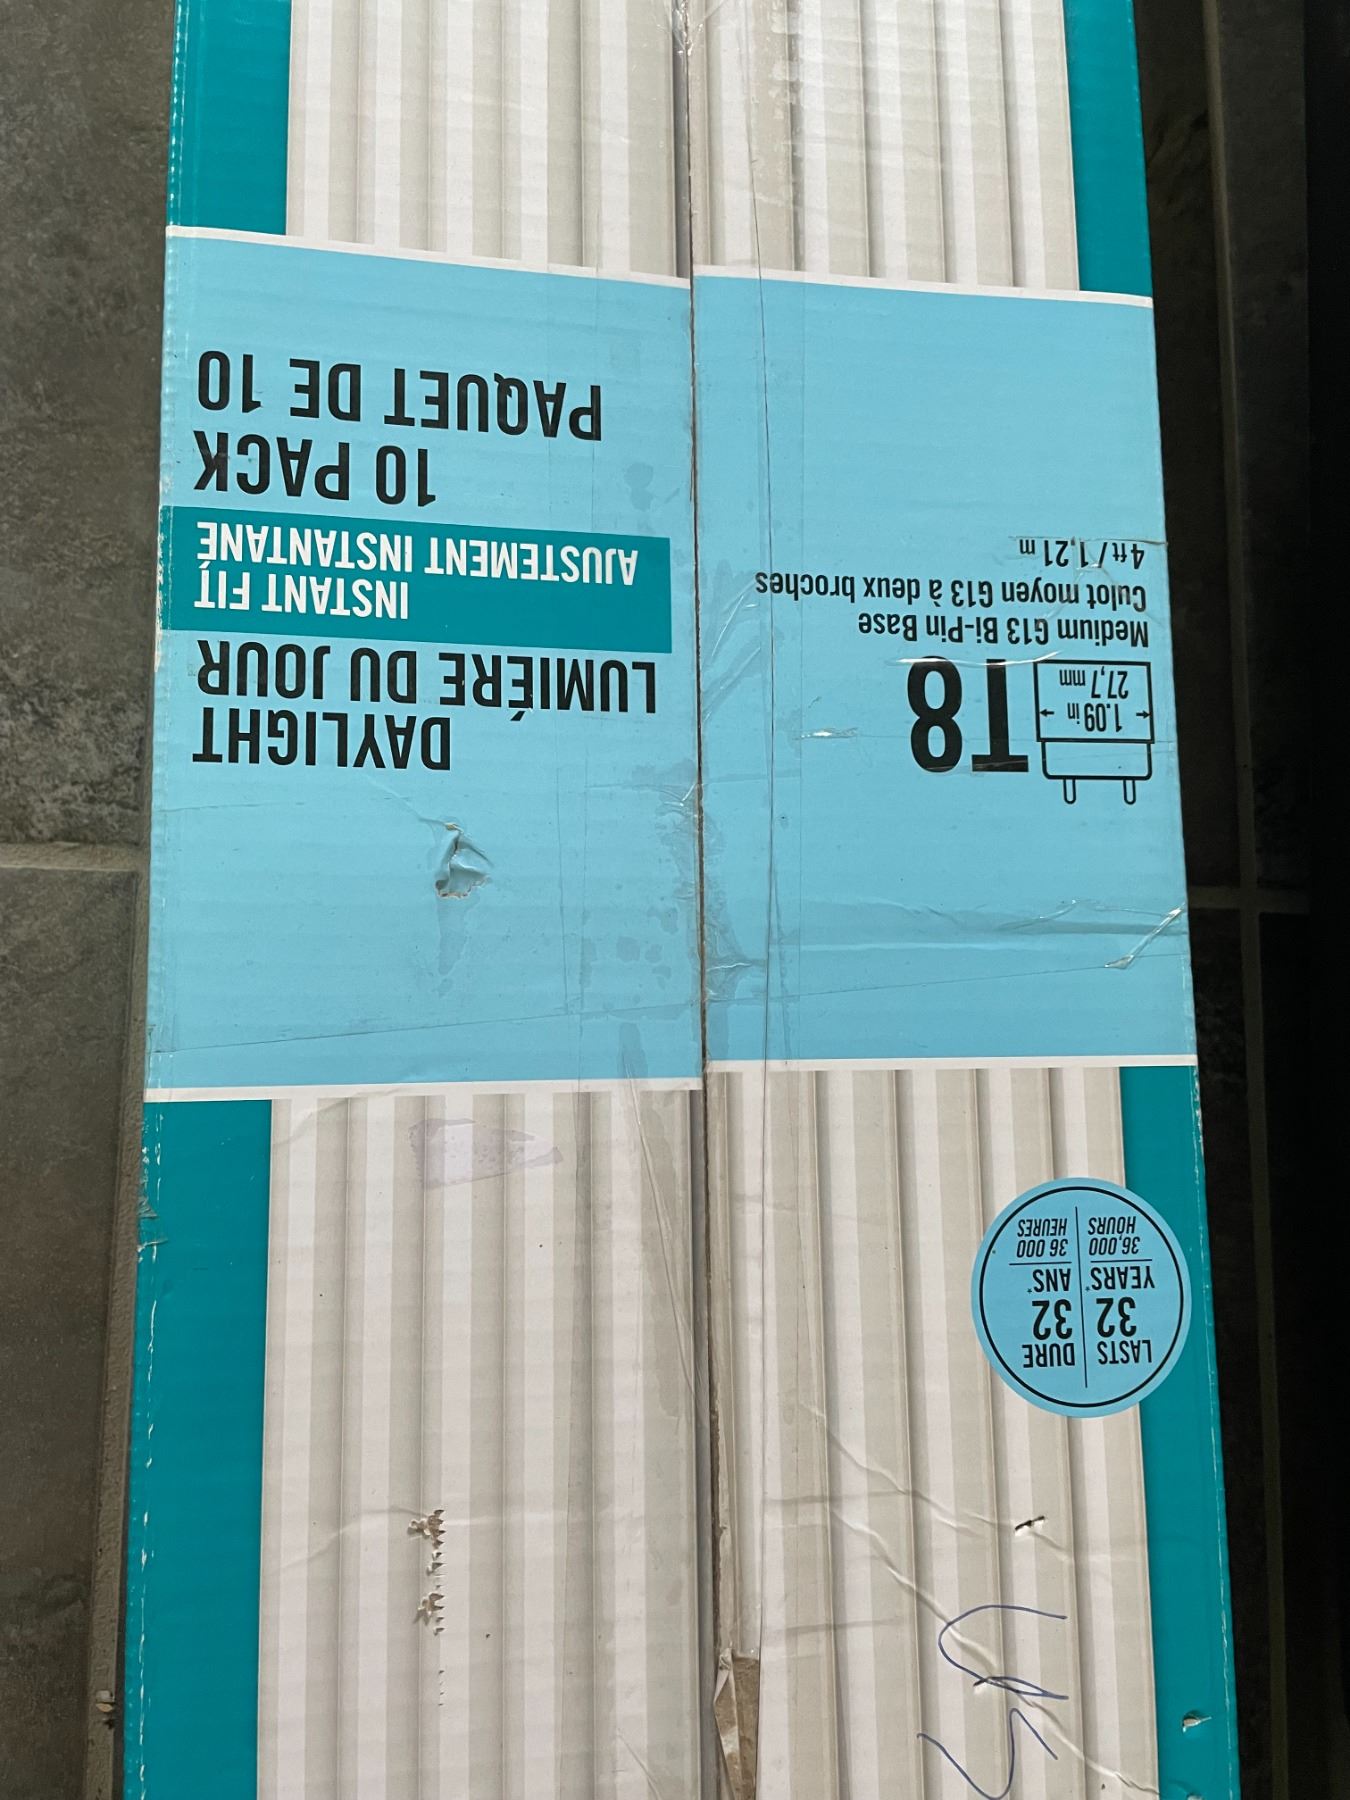 LASTS
32
YEARS*
36,000
HOURS
DURE
32
ANS*
36 000
HEURES
1.09 in
27,7 mm
T8
Medium G13 Bi-Pin Base
Culot moyen G13 à deux broches
4 ft / 1,21 m
DAYLIGHT
LUMIÉRE DU JOUR
INSTANT FIT
AJUSTEMENT INSTANTANÉ
10 PACK
PAQUET DE 10